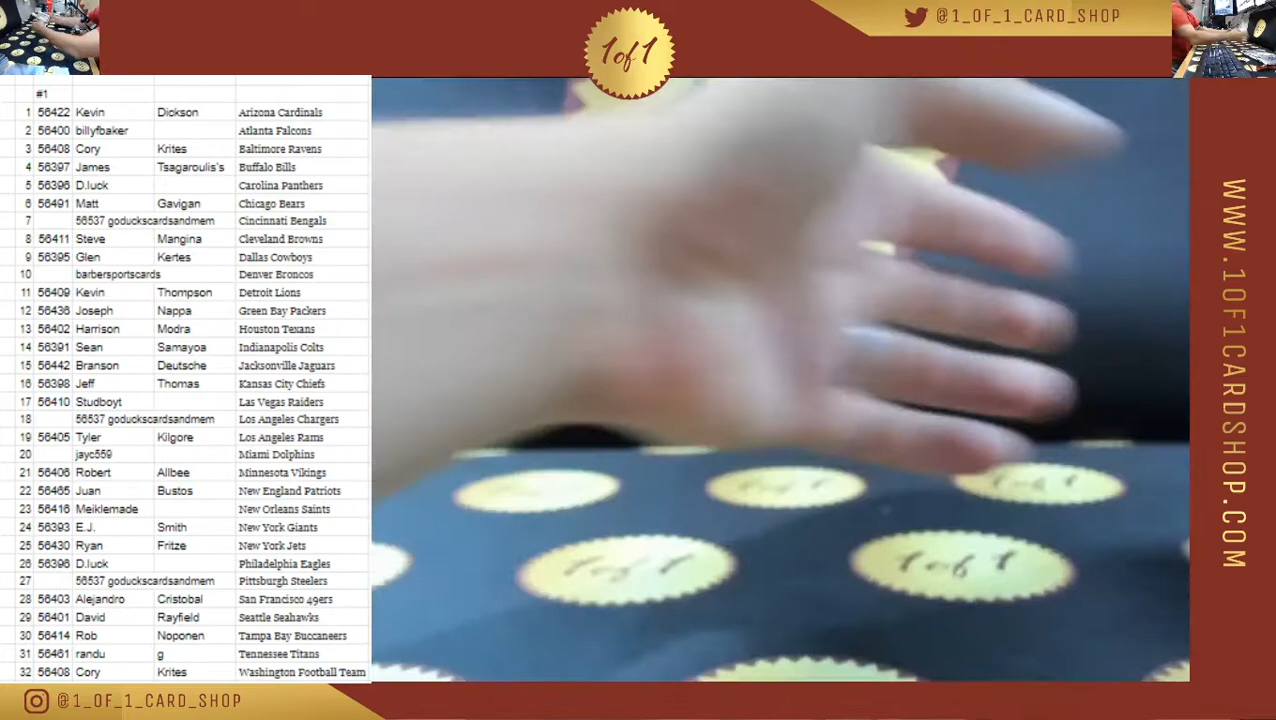 1 of 1
@1_OF_1_CARD_SHOP
#1
1 56422 Kevin Dickson Arizona Cardinals
2 56400 billyfbaker Atlanta Falcons
3 56408 Cory Krites Baltimore Ravens
4 56397 James Tsagaroulis's Buffalo Bills
5 56396 D.luck Carolina Panthers
6 56491 Matt Gavigan Chicago Bears
7 56537 goduckscardsandmem Cincinnati Bengals
8 56411 Steve Mangina Cleveland Browns
9 56395 Glen Kertes Dallas Cowboys
10 barbersportscards Denver Broncos
11 56409 Kevin Thompson Detroit Lions
12 56436 Joseph Nappa Green Bay Packers
13 56402 Harrison Modra Houston Texans
14 56391 Sean Samayoa Indianapolis Colts
15 56442 Branson Deutsche Jacksonville Jaguars
16 56398 Jeff Thomas Kansas City Chiefs
17 56410 Studboyt Las Vegas Raiders
18 56537 goduckscardsandmem Los Angeles Chargers
19 56405 Tyler Kilgore Los Angeles Rams
20 jayc559 Miami Dolphins
21 56406 Robert Allbee Minnesota Vikings
22 56465 Juan Bustos New England Patriots
23 56416 Meiklemade New Orleans Saints
24 56393 E.J. Smith New York Giants
25 56430 Ryan Fritze New York Jets
26 56396 D.luck Philadelphia Eagles
27 56537 goduckscardsandmem Pittsburgh Steelers
28 56403 Alejandro Cristobal San Francisco 49ers
29 56401 David Rayfield Seattle Seahawks
30 56414 Rob Noponen Tampa Bay Buccaneers
31 56461 randu g Tennessee Titans
32 56408 Cory Krites Washington Football Team
1 of 1
1 of 1
WWW.1OF1CARDSHOP.COM
@1_OF_1_CARD_SHOP